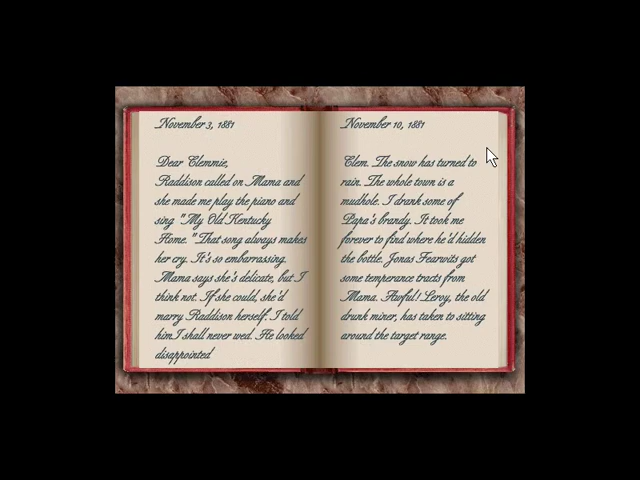 November 3, 1881
Dear Clemmie,
Raddison called on Mama and
she made me play the piano and
sing "My Old Kentucky
Home." That song always makes
her cry. It's so embarrassing.
Mama says she's delicate, but I
think not. If she could, she'd
marry Raddison herself. I told
him I shall never wed. He looked
disappointed
November 10, 1881
Clem. The snow has turned to
rain. The whole town is a
mudhole. I drank some of
Papa's brandy. It took me
forever to find where he'd hidden
the bottle. Jonas Fearwits got
some temperance tracts from
Mama. Awful! Leroy, the old
drunk miner, has taken to sitting
around the target range.